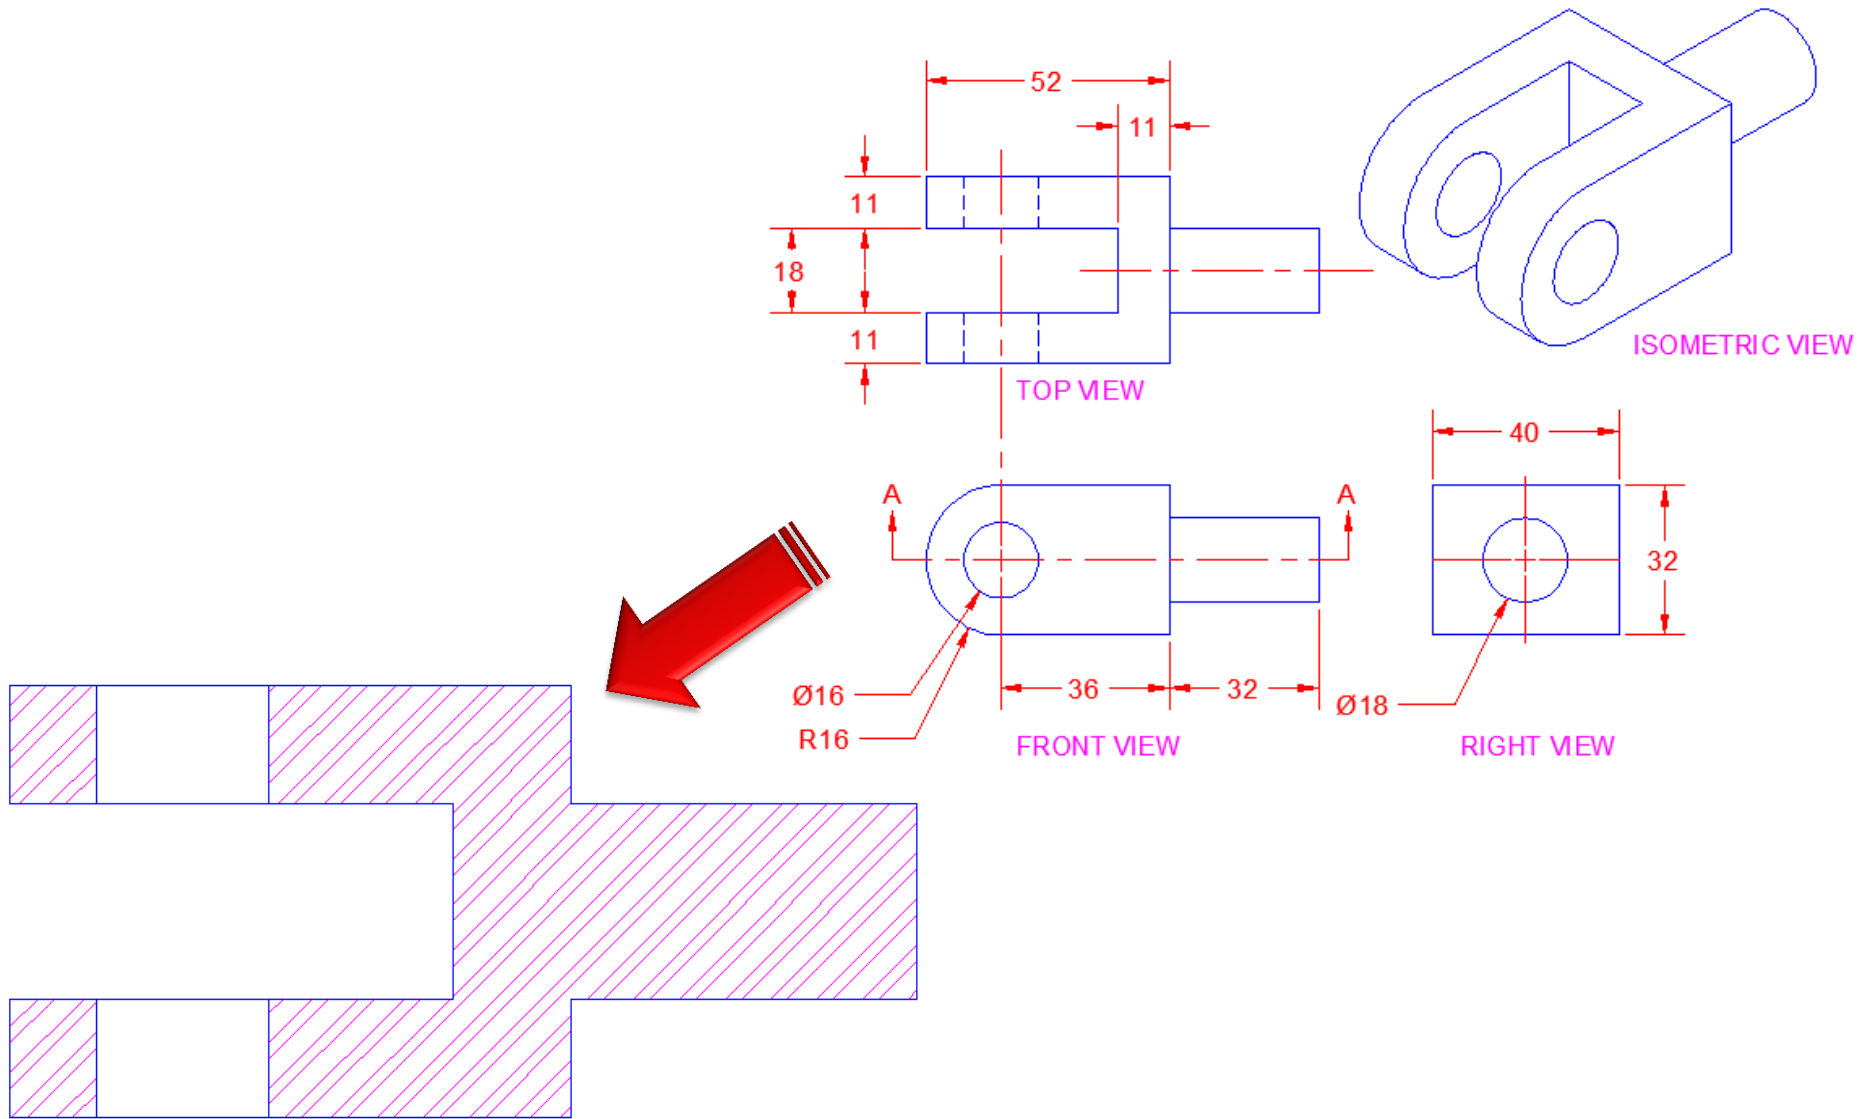 52
11
11
18
11
TOP VIEW
ISOMETRIC VIEW
40
A
A
32
Ø16
36
32
Ø18
R16
FRONT VIEW
RIGHT VIEW